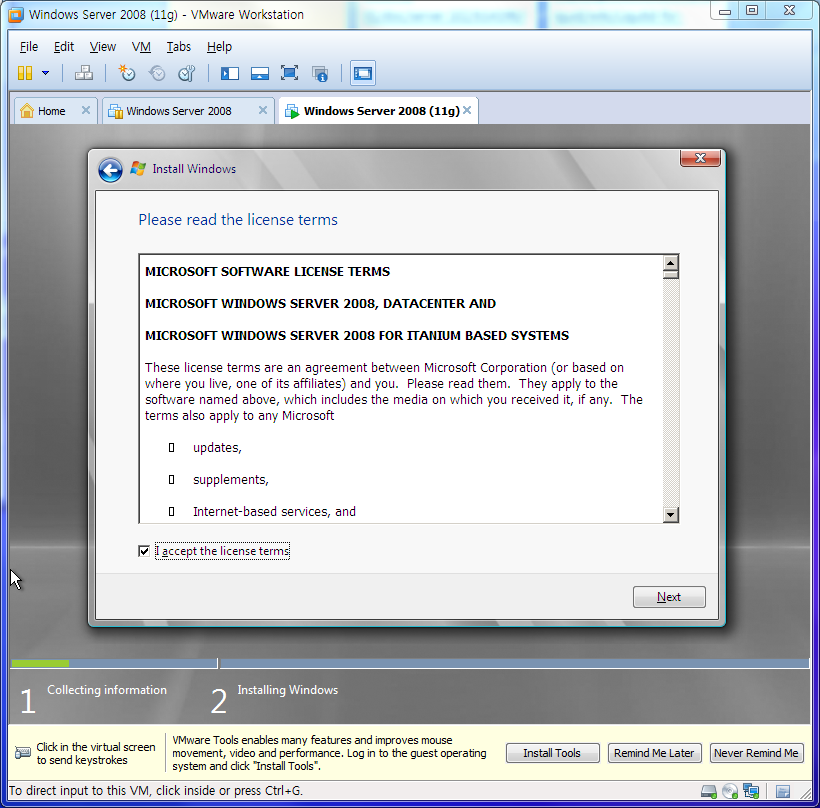 Windows Server 2008 (11g) - VMware Workstation
File Edit View VM Tabs Help
Home Windows Server 2008 Windows Server 2008 (11g)
Install Windows
Please read the license terms
MICROSOFT SOFTWARE LICENSE TERMS
MICROSOFT WINDOWS SERVER 2008, DATACENTER AND
MICROSOFT WINDOWS SERVER 2008 FOR ITANIUM BASED SYSTEMS
These license terms are an agreement between Microsoft Corporation (or based on
where you live, one of its affiliates) and you. Please read them. They apply to the
software named above, which includes the media on which you received it, if any. The
terms also apply to any Microsoft
updates,
supplements,
Internet-based services, and
I accept the license terms
Next
1 Collecting information 2 Installing Windows
Click in the virtual screen
to send keystrokes
VMware Tools enables many features and improves mouse
movement, video and performance. Log in to the guest operating
system and click "Install Tools".
Install Tools Remind Me Later Never Remind Me
To direct input to this VM, click inside or press Ctrl+G.